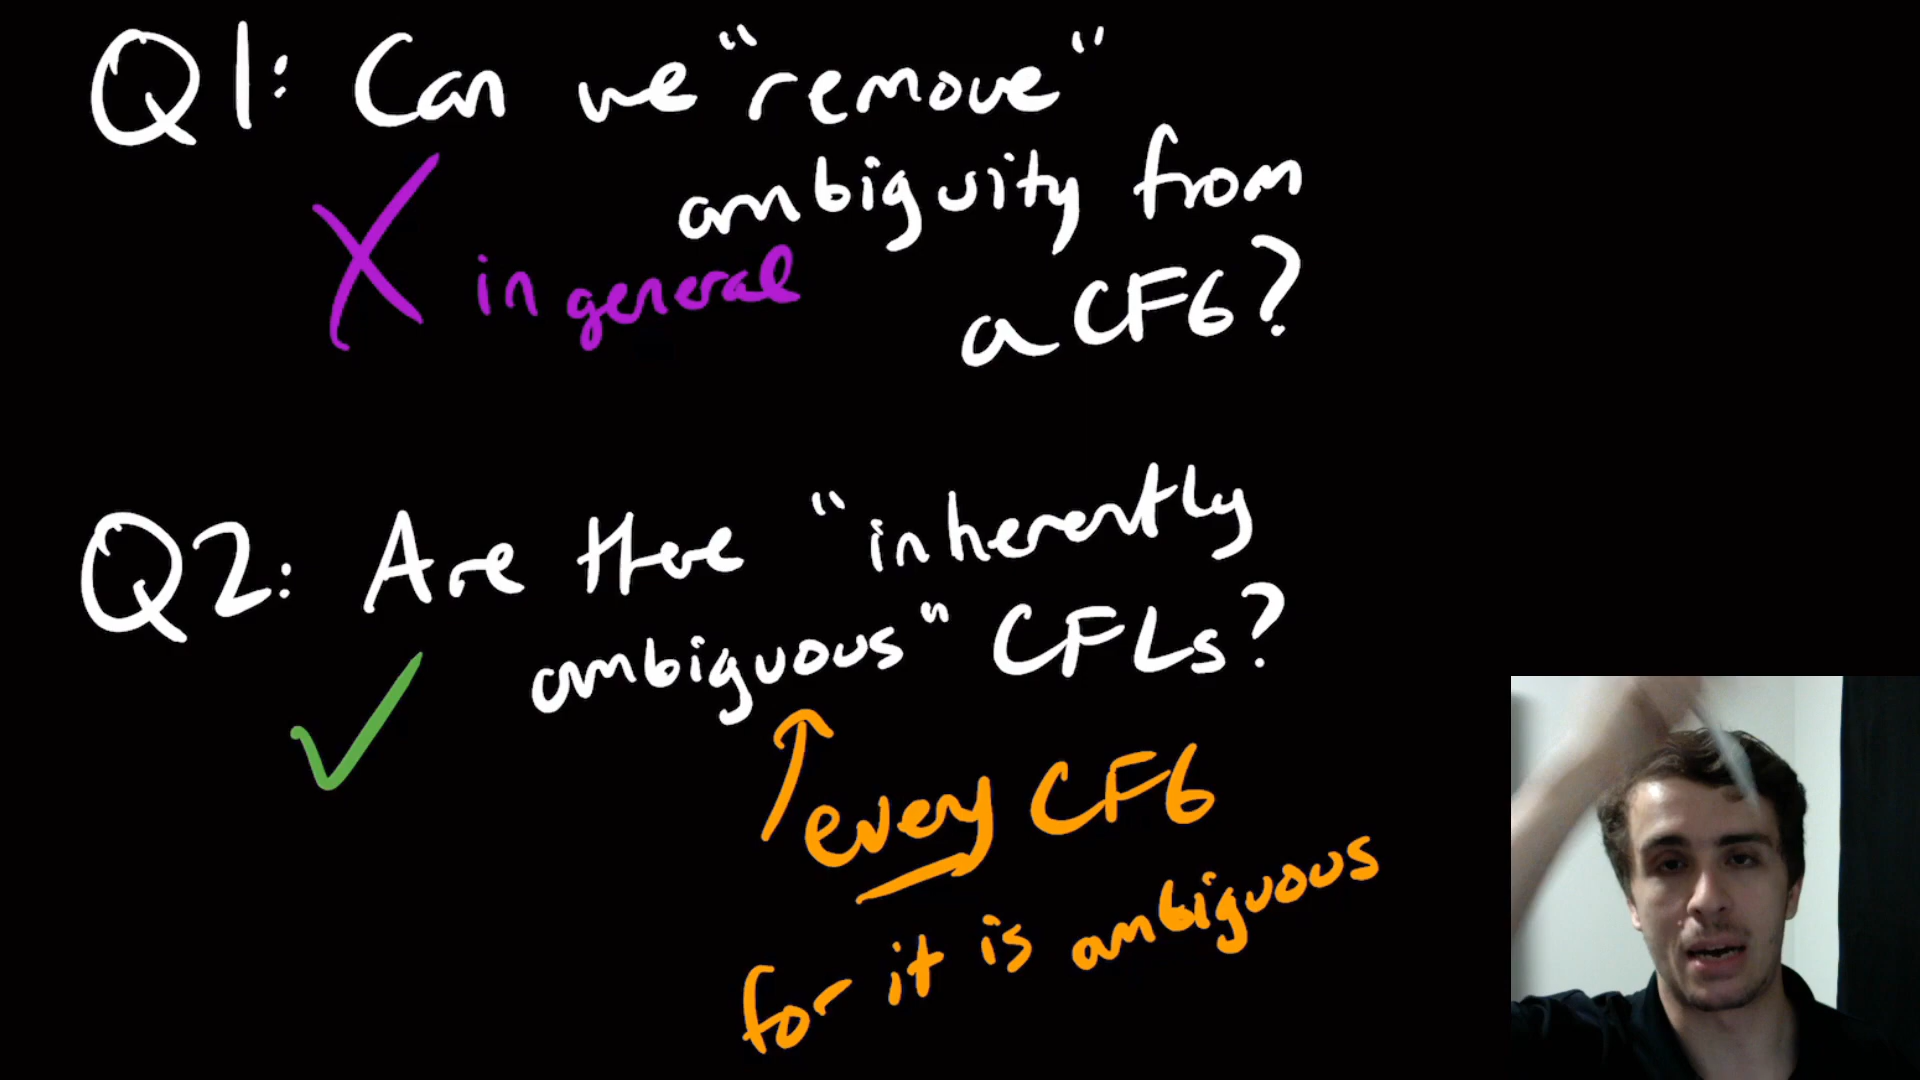 Q1: Can we "remove"
ambiguity from
X in general
a CFG?
Q2: Are there "inherently
ambiguous" CFLs?
every CFG
for it is ambiguous